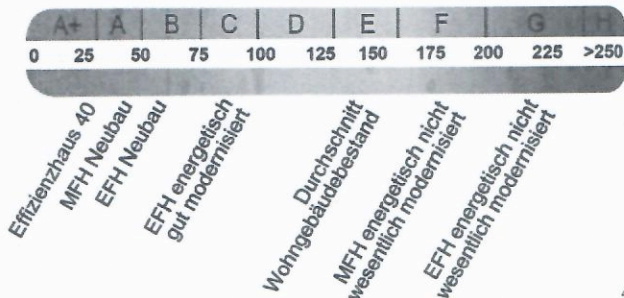 A+ A B C D E F G H
0 25 50 75 100 125 150 175 200 225 >250
Effizienzhaus 40
MFH Neubau
EFH Neubau
EFH energetisch
gut modernisiert
Durchschnitt
Wohngebäudebestand
MFH energetisch nicht
wesentlich modernisiert
EFH energetisch nicht
wesentlich modernisiert